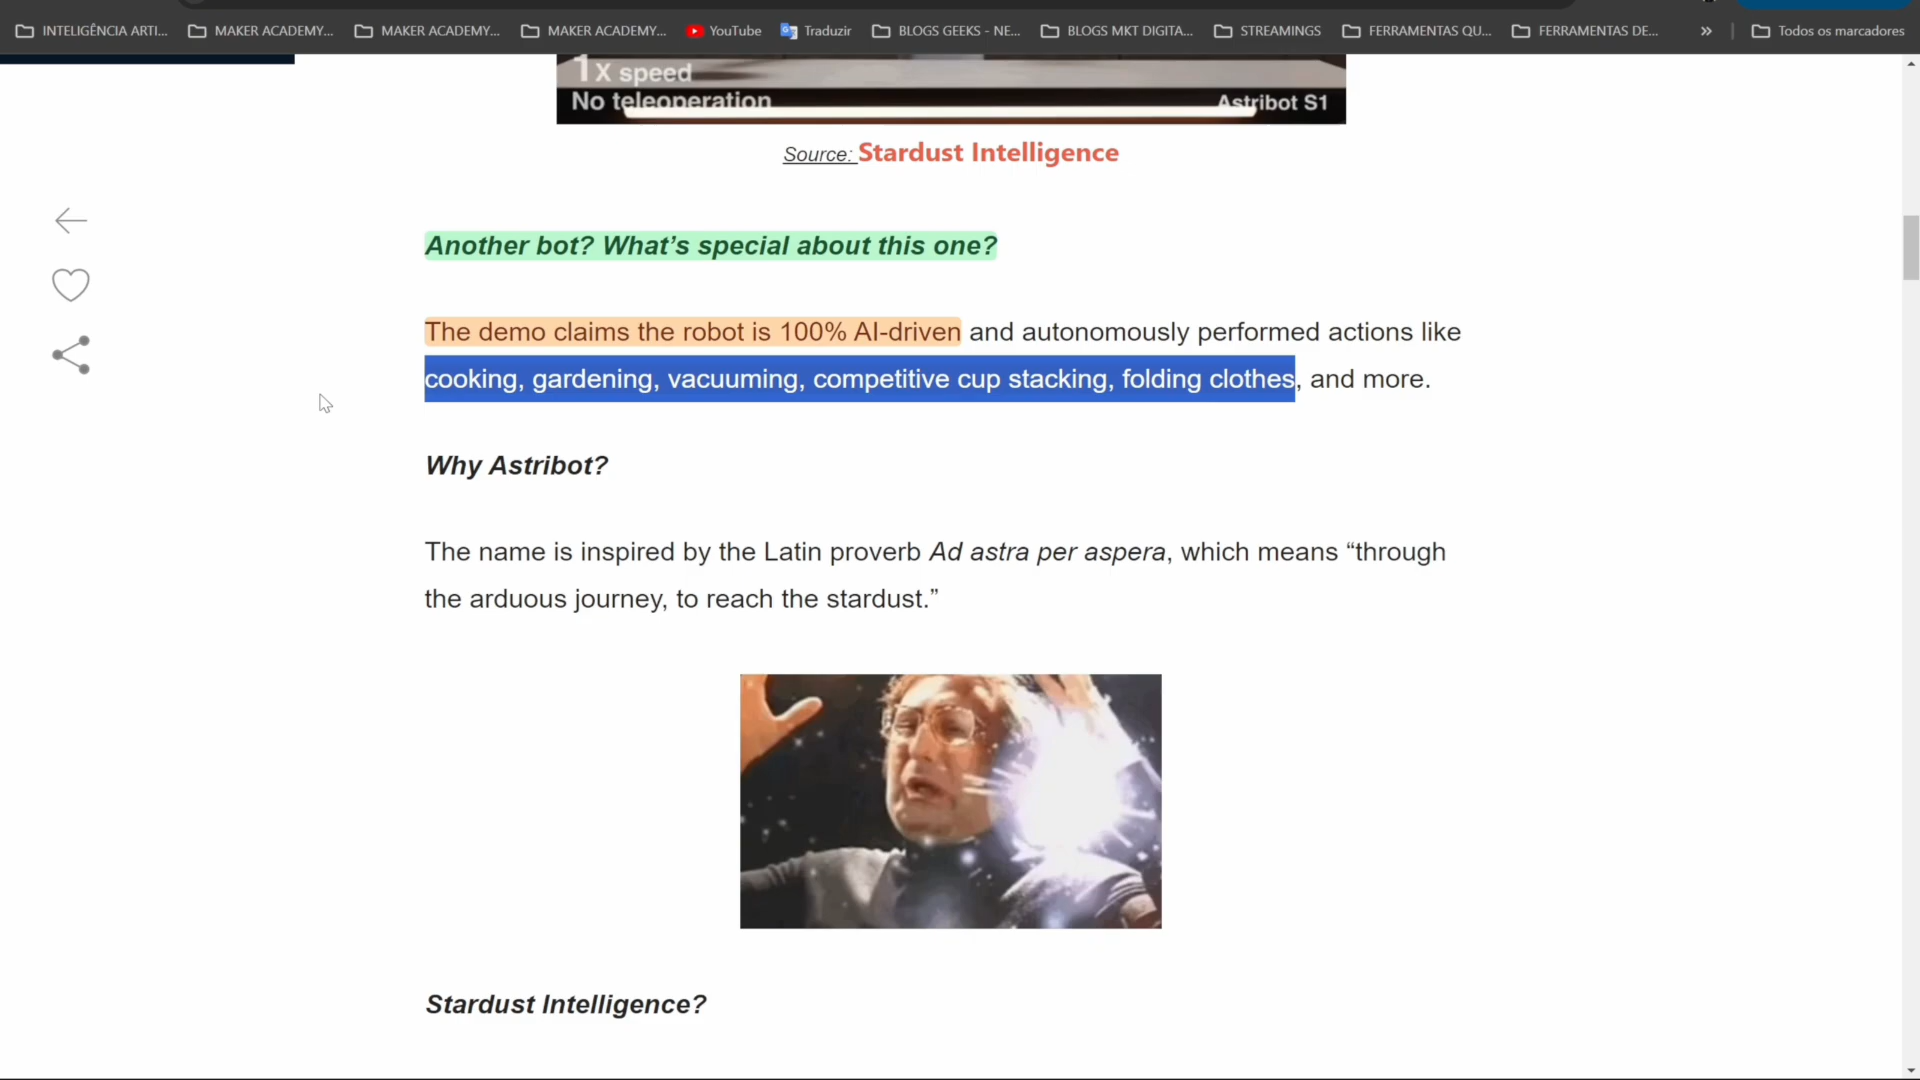 INTELIGÊNCIA ARTI... MAKER ACADEMY... MAKER ACADEMY... MAKER ACADEMY... YouTube Traduzir BLOGS GEEKS - NE... BLOGS MKT DIGITA... STREAMINGS FERRAMENTAS QU... FERRAMENTAS DE... » Todos os marcadores
1X speed
No teleoperation Astribot S1
Source: Stardust Intelligence
Another bot? What’s special about this one?
The demo claims the robot is 100% AI-driven and autonomously performed actions like
cooking, gardening, vacuuming, competitive cup stacking, folding clothes, and more.
Why Astribot?
The name is inspired by the Latin proverb Ad astra per aspera, which means “through
the arduous journey, to reach the stardust.”
Stardust Intelligence?